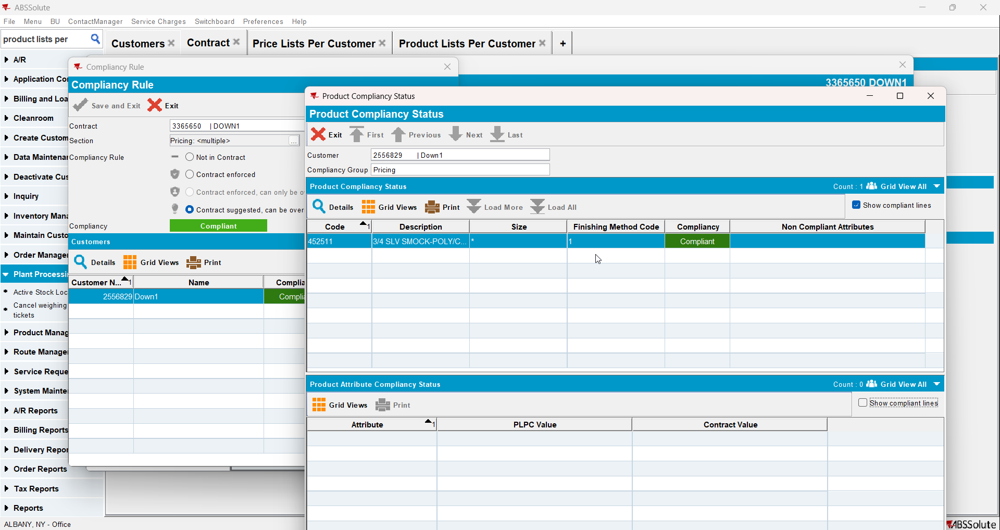 ABSSolute
File Menu BU ContactManager Service Charges Switchboard Preferences Help
product lists per
Customers
Contract
Price Lists Per Customer
Product Lists Per Customer
+
A/R
Application Co
Billing and Loa
Cleanroom
Create Custom
Data Maintena
Deactivate Cus
Inquiry
Inventory Mana
Maintain Custo
Order Manager
Plant Processi
Active Stock Loc
Cancel weighing
tickets
Product Manag
Route Manage
Service Reque
System Mainte
A/R Reports
Billing Reports
Delivery Repor
Order Reports
Tax Reports
Reports
ALBANY, NY - Office
3365650 DOWN1
Compliancy Rule
Compliancy Rule
Save and Exit Exit
Contract 3365650 | DOWN1
Section Pricing: <multiple> ...
Compliancy Rule Not in Contract
Contract enforced
Contract enforced, can only be o
Contract suggested, can be over
Compliancy Compliant
Customers
Details Grid Views Print
Customer N... 1 Name Complia
2556829 Down1 Complia
Product Compliancy Status
Product Compliancy Status
Exit First Previous Next Last
Customer 2556829 | Down1
Compliancy Group Pricing
Product Compliancy Status Count : 1 Grid View All
Details Grid Views Print Load More Load All Show compliant lines
Code 1 Description Size Finishing Method Code Compliancy Non Compliant Attributes
452511 3/4 SLV SMOCK-POLY/C... * 1 Compliant
Product Attribute Compliancy Status Count : 0 Grid View All
Grid Views Print Show compliant lines
Attribute 1 PLPC Value Contract Value
ABSSolute